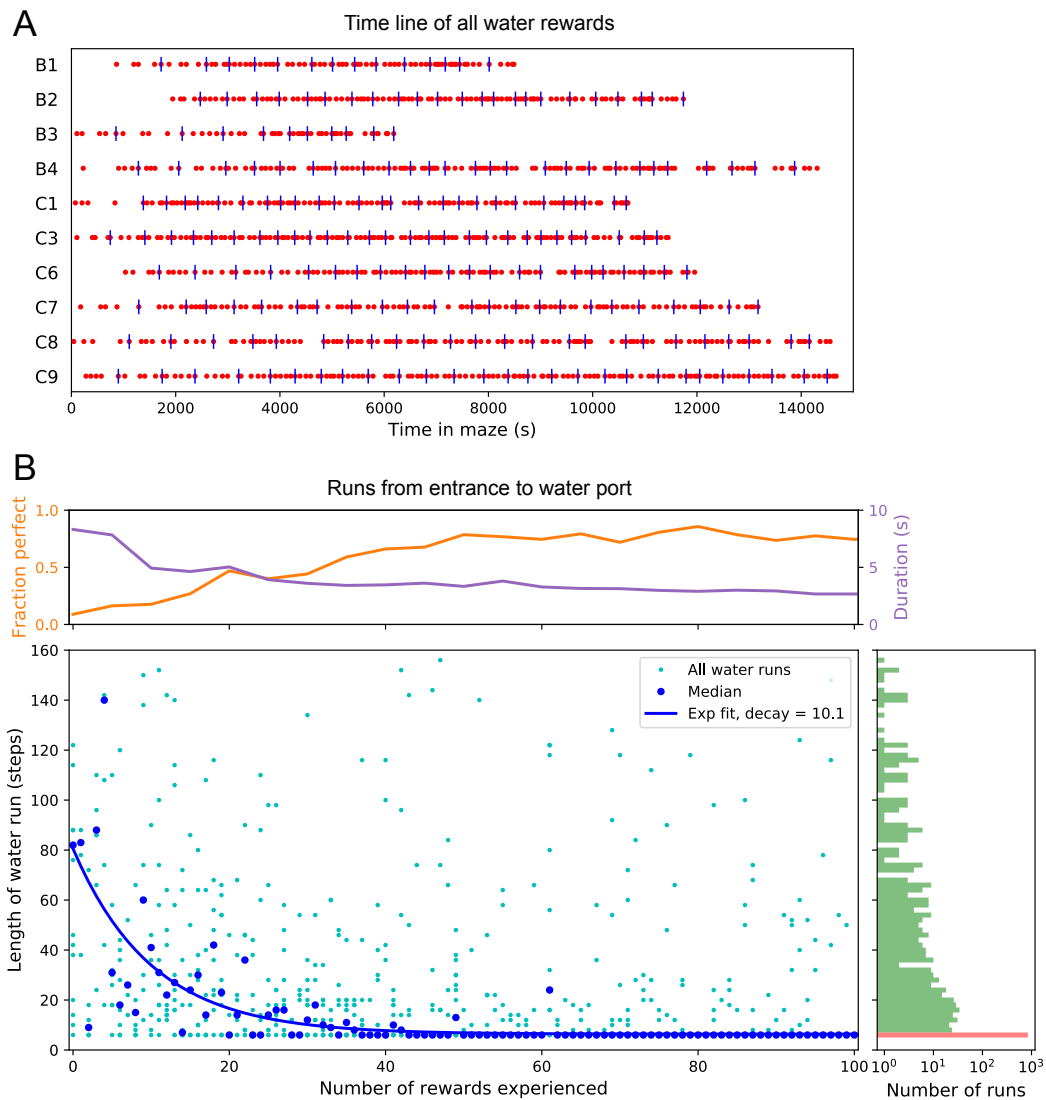 A
Time line of all water rewards
B1
B2
B3
B4
C1
C3
C6
C7
C8
C9
0 2000 4000 6000 8000 10000 12000 14000
Time in maze (s)
B
Runs from entrance to water port
Fraction perfect
1.0
0.5
0.0
10
5
0
Duration (s)
Length of water run (steps)
160
140
120
100
80
60
40
20
0
All water runs
Median
Exp fit, decay = 10.1
0 20 40 60 80 100
Number of rewards experienced
10⁰ 10¹ 10² 10³
Number of runs